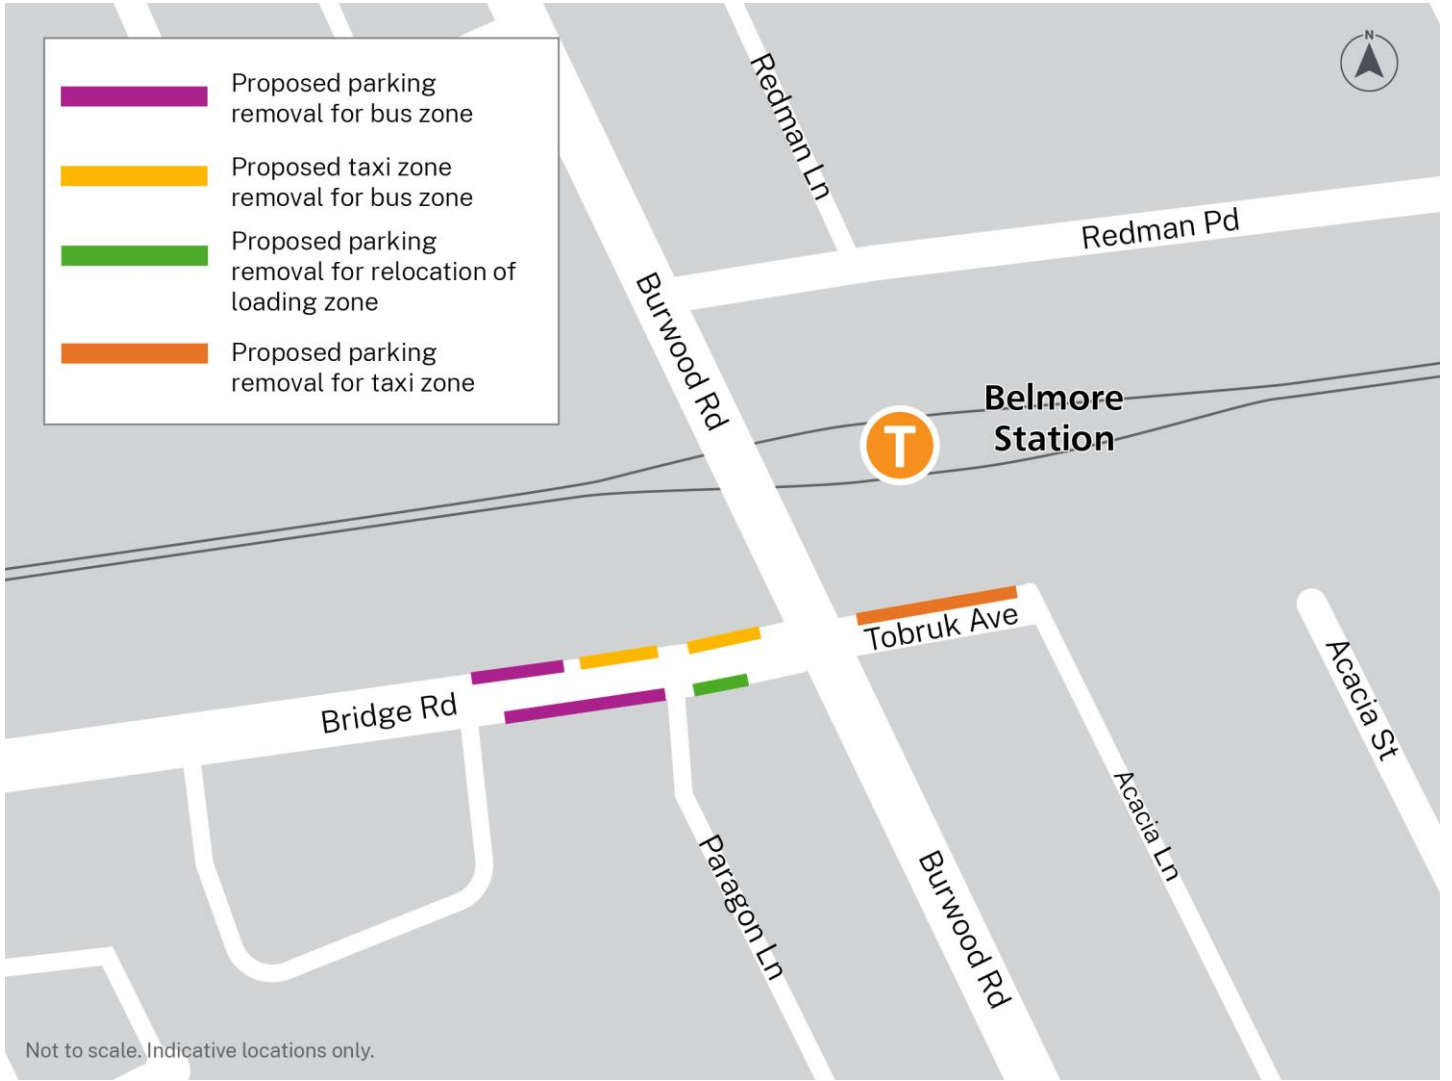 Proposed parking
removal for bus zone
Proposed taxi zone
removal for bus zone
Proposed parking
removal for relocation of
loading zone
Proposed parking
removal for taxi zone
N
Redman Ln
Redman Pd
Burwood Rd
Belmore
Station
T
Tobruk Ave
Bridge Rd
Acacia St
Acacia Ln
Paragon Ln
Burwood Rd
Not to scale. Indicative locations only.